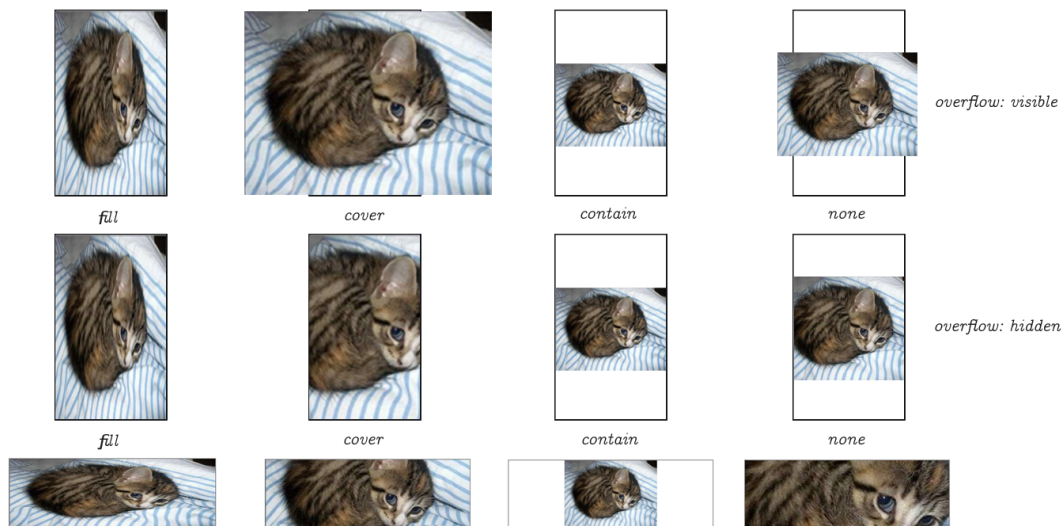 overflow: visible
fill
cover
contain
none
overflow: hidden
fill
cover
contain
none